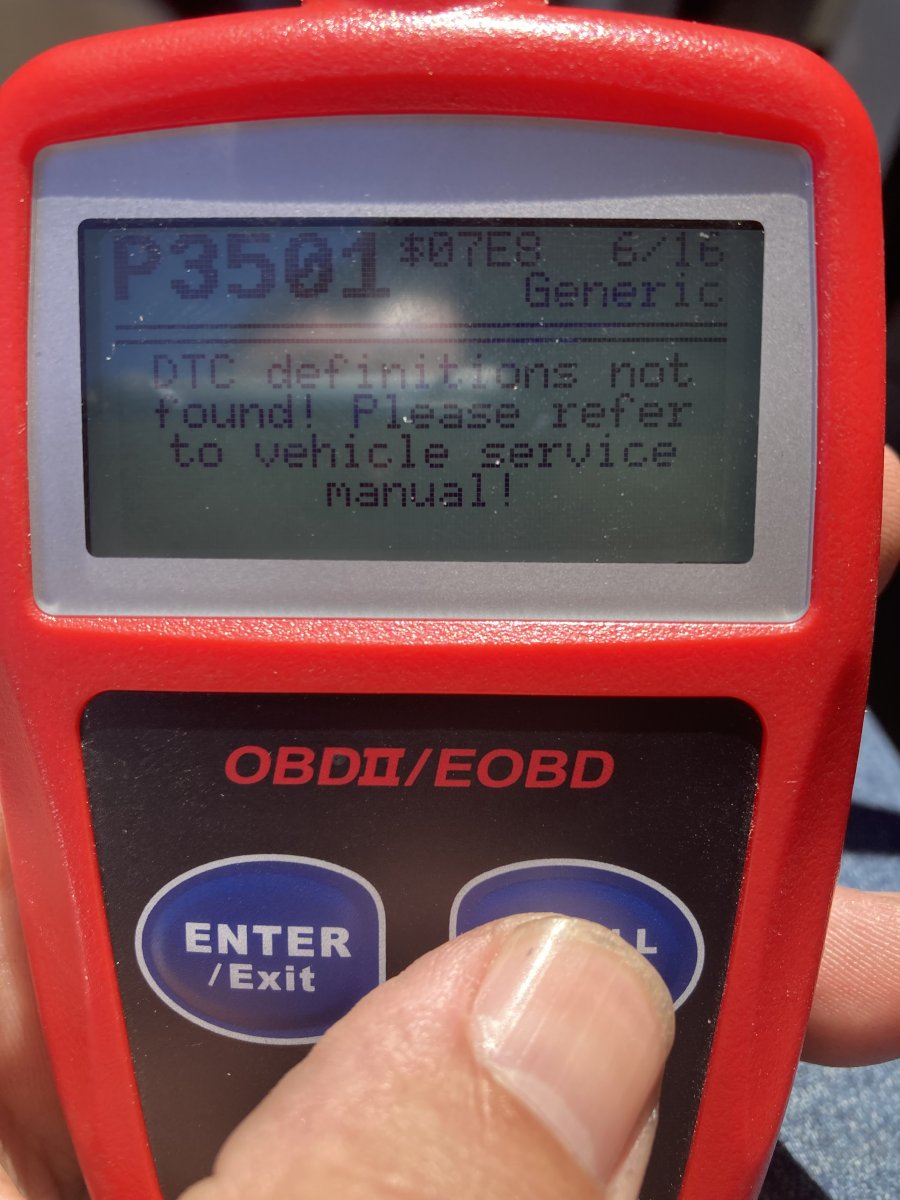 P3501 $07E8 6/16
Generic
DTC definitions not
found! Please refer
to vehicle service
manual!
OBDII/EOBD
ENTER
/Exit